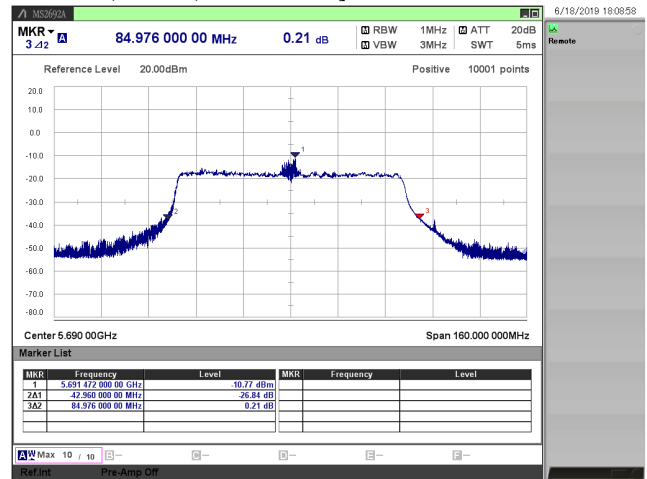 MS2692A
6/18/2019 18:08:58
MKR
3 Δ2 A 84.976 000 00 MHz 0.21 dB
M RBW 1MHz M ATT 20dB
M VBW 3MHz SWT 5ms
Remote
Reference Level 20.00dBm Positive 10001 points
20.0
10.0
0.0
-10.0
-20.0
-30.0
-40.0
-50.0
-60.0
-70.0
-80.0
1
2
3
Center 5.690 00GHz Span 160.000 000MHz
Marker List
MKR Frequency Level MKR Frequency Level
1 5.691 472 000 00 GHz -10.77 dBm
2Δ1 -42.960 000 00 MHz -26.84 dB
3Δ2 84.976 000 00 MHz 0.21 dB
A W Max 10 / 10 B -- C -- D -- E -- F --
Ref.Int Pre-Amp Off